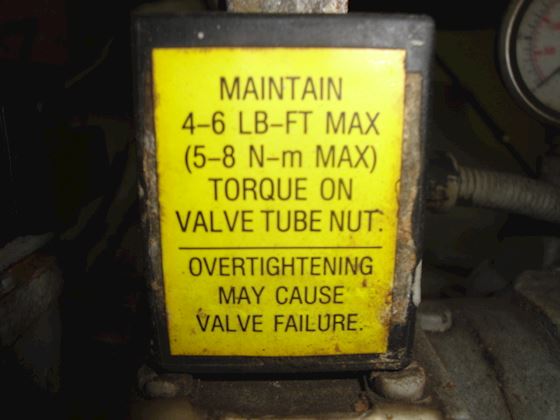 MAINTAIN
4-6 LB-FT MAX
(5-8 N-m MAX)
TORQUE ON
VALVE TUBE NUT.
OVERTIGHTENING
MAY CAUSE
VALVE FAILURE.